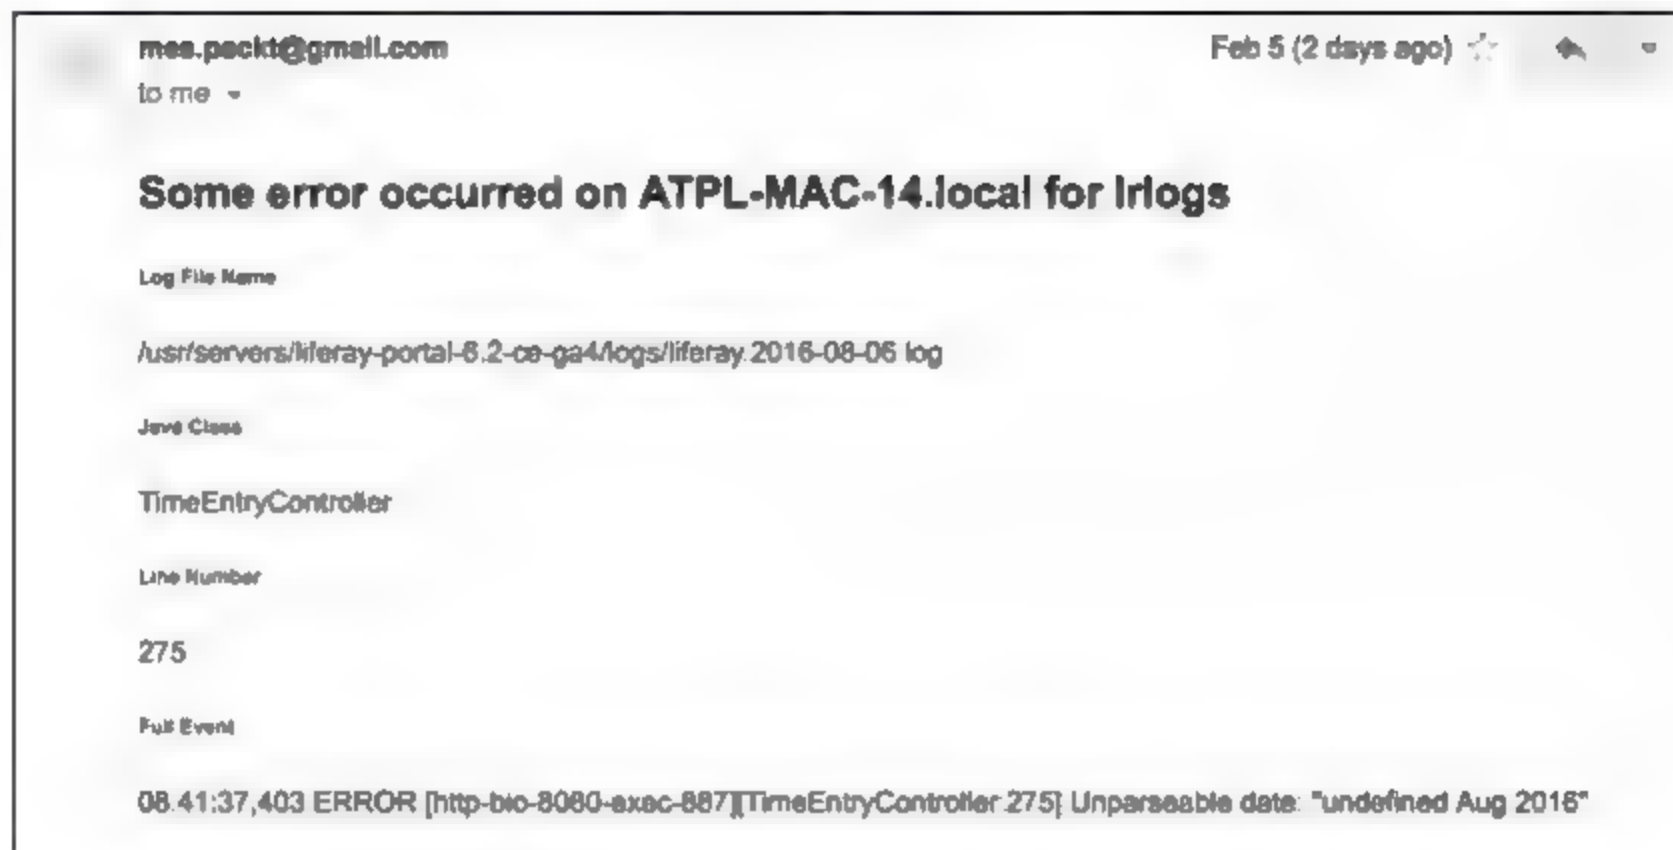 mes.packt@gmail.com
Feb 5 (2 days ago)
to me
Some error occurred on ATPL-MAC-14.local for lrlogs
Log File Name
/usr/servers/liferay-portal-6.2-ce-ga4/logs/liferay.2016-08-06.log
Java Class
TimeEntryController
Line Number
275
Full Event
08:41:37,403 ERROR [http-bio-8080-exec-887][TimeEntryController:275] Unparseable date: "undefined Aug 2016"